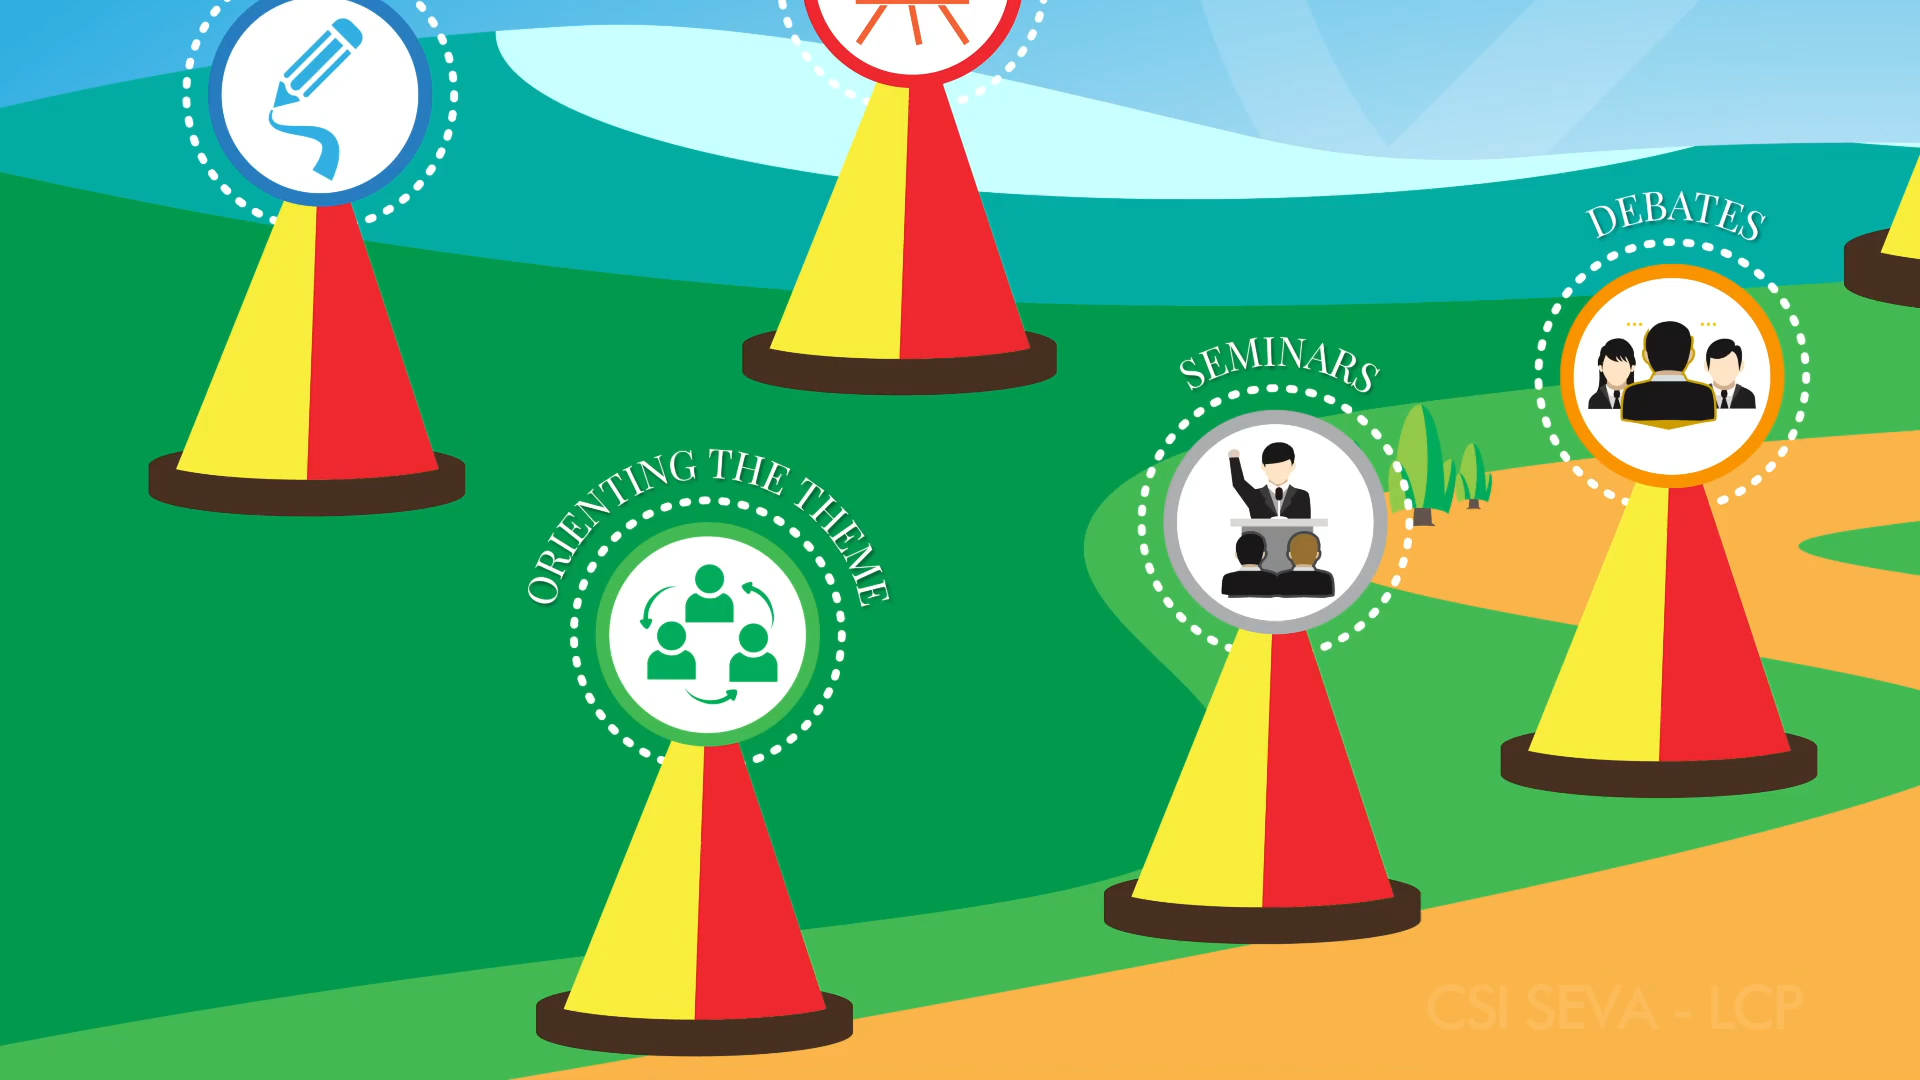 DEBATES
SEMINARS
ORIENTING THE THEME
CSI SEVA - LCP